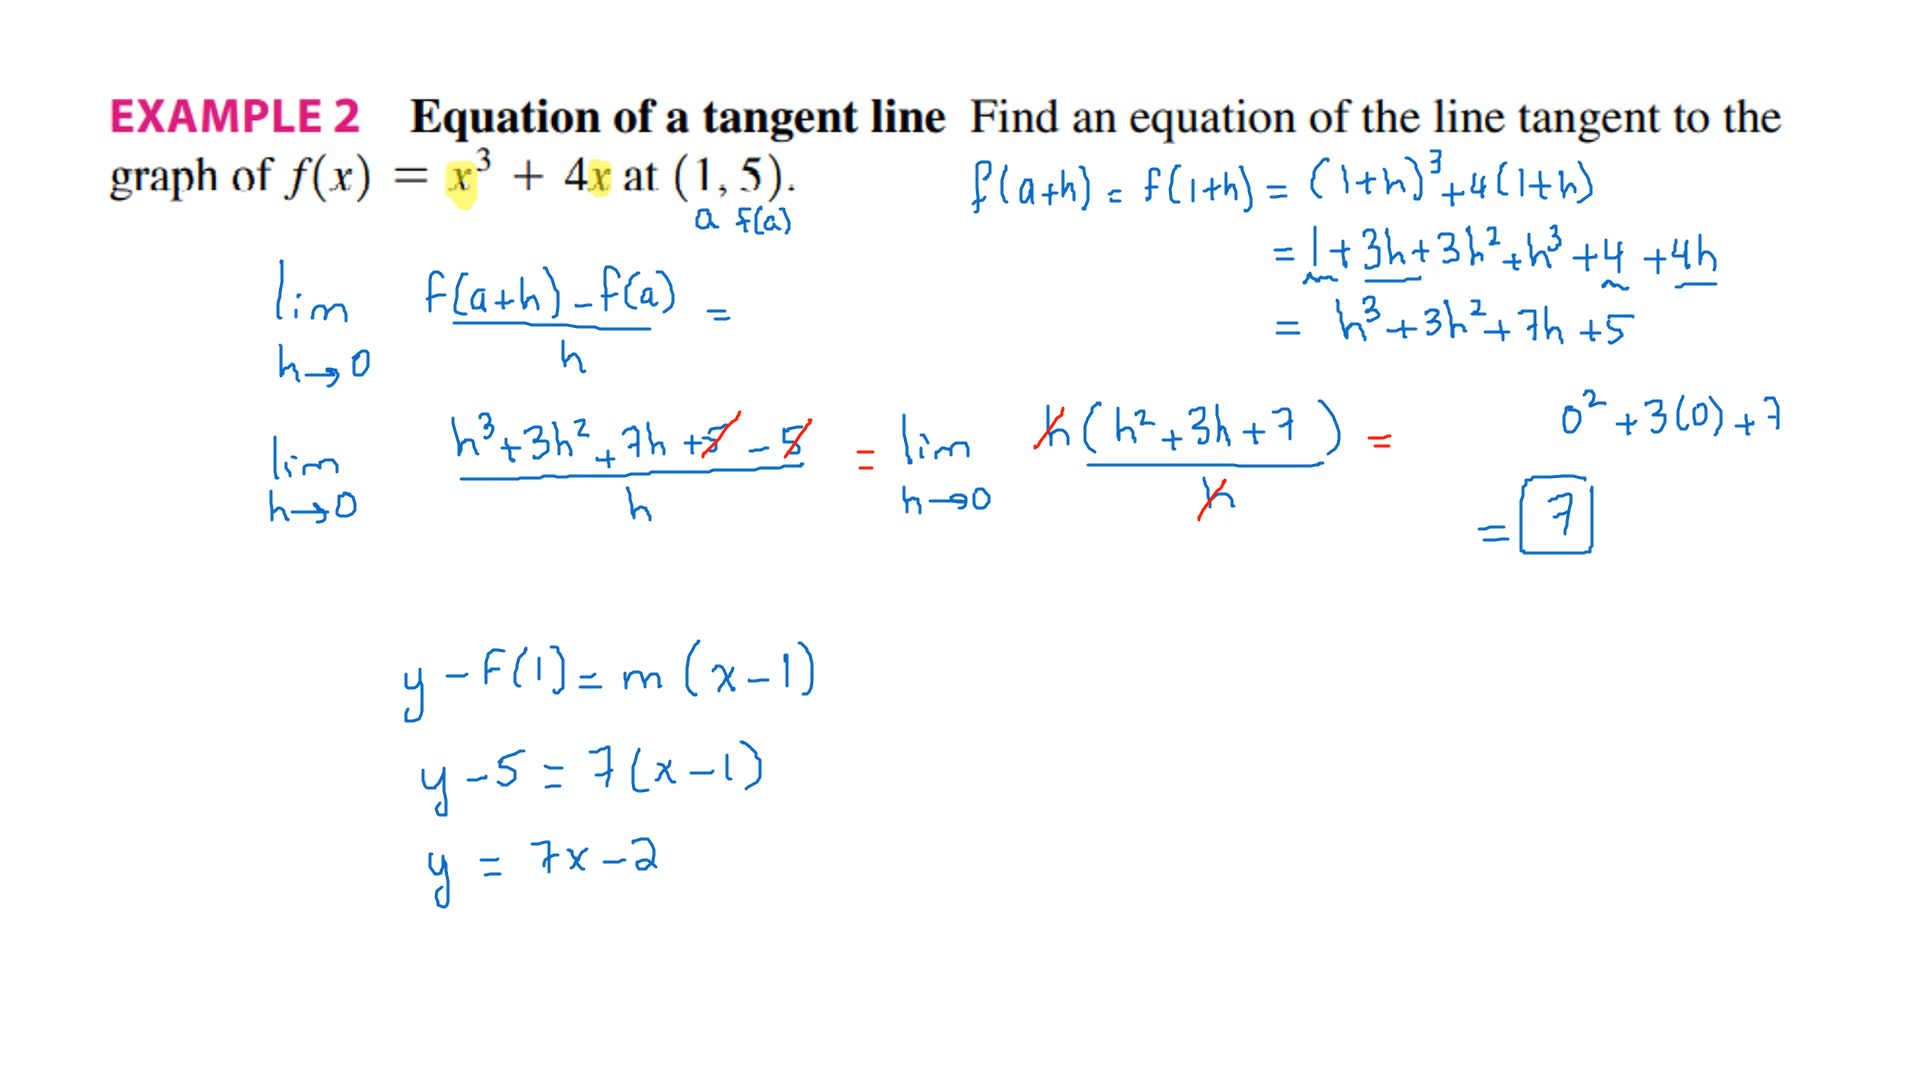 EXAMPLE 2 Equation of a tangent line Find an equation of the line tangent to the
graph of f(x) = x³ + 4x at (1, 5).
a f(a)
f(a+h) = f(1+h) = (1+h)³+4(1+h)
= 1+3h+3h²+h³+4+4h
= h³+3h²+7h+5
lim h→0 f(a+h)-f(a) / h =
lim h→0 h³+3h²+7h+5-5 / h = lim h→0 h(h²+3h+7) / h = 0²+3(0)+7
= 7
y-F(1)=m(x-1)
y-5=7(x-1)
y=7x-2